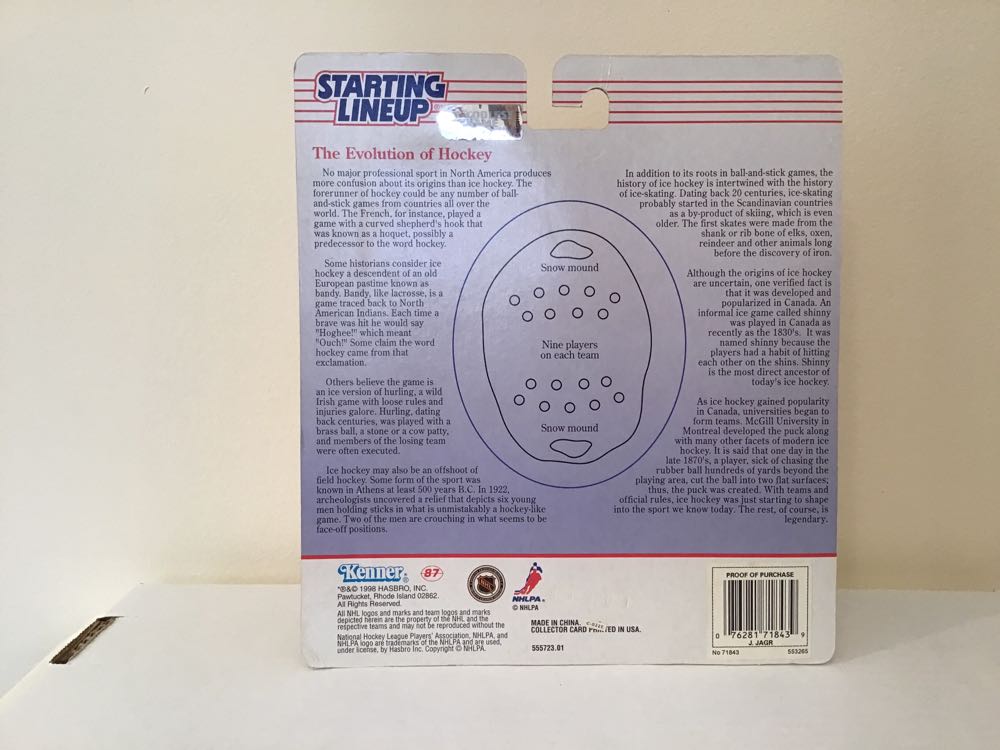 STARTING
LINEUP
The Evolution of Hockey
No major professional sport in North America produces
more confusion about its origins than ice hockey. The
forerunner of hockey could be any number of ball-
and-stick games from countries all over the
world. The French, for instance, played a
game with a curved shepherd's hook that
was known as a hoquet, possibly a
predecessor to the word hockey.
Some historians consider ice
hockey a descendent of an old
European pastime known as
bandy. Bandy, like lacrosse, is a
game traced back to North
American Indians. Each time a
brave was hit he would say
"Hoghee!" which meant
"Ouch!" Some claim the word
hockey came from that
exclamation.
Others believe the game is
an ice version of hurling, a wild
Irish game with loose rules and
injuries galore. Hurling, dating
back centuries, was played with a
brass ball, a stone or a cow patty,
and members of the losing team
were often executed.
Ice hockey may also be an offshoot of
field hockey. Some form of the sport was
known in Athens at least 500 years B.C. In 1922,
archeologists uncovered a relief that depicts six young
men holding sticks in what is unmistakably a hockey-like
game. Two of the men are crouching in what seems to be
face-off positions.
Snow mound
Nine players
on each team
Snow mound
In addition to its roots in ball-and-stick games, the
history of ice hockey is intertwined with the history
of ice-skating. Dating back 20 centuries, ice-skating
probably started in the Scandinavian countries
as a by-product of skiing, which is even
older. The first skates were made from the
shank or rib bone of elks, oxen,
reindeer and other animals long
before the discovery of iron.
Although the origins of ice hockey
are uncertain, one verified fact is
that it was developed and
popularized in Canada. An
informal ice game called shinny
was played in Canada as
recently as the 1830's. It was
named shinny because the
players had a habit of hitting
each other on the shins. Shinny
is the most direct ancestor of
today's ice hockey.
As ice hockey gained popularity
in Canada, universities began to
form teams. McGill University in
Montreal developed the puck along
with many other facets of modern ice
hockey. It is said that one day in the
late 1870's, a player, sick of chasing the
rubber ball hundreds of yards beyond the
playing area, cut the ball into two flat surfaces;
thus, the puck was created. With teams and
official rules, ice hockey was just starting to shape
into the sport we know today. The rest, of course, is
legendary.
Kenner® 87
*®&© 1998 HASBRO, INC.
Pawtucket, Rhode Island 02862.
All Rights Reserved.
All NHL logos and marks and team logos and marks
depicted herein are the property of the NHL and the
respective teams and may not be reproduced without the
National Hockey League Players' Association, NHLPA, and
NHLPA logo are trademarks of the NHLPA and are used,
under license, by Hasbro Inc. Copyright © NHLPA.
NHLPA.
© NHLPA
MADE IN CHINA.
COLLECTOR CARD PRINTED IN USA.
555723.01
PROOF OF PURCHASE
0 76281 71843 9
J. JAGR
No 71843 553265